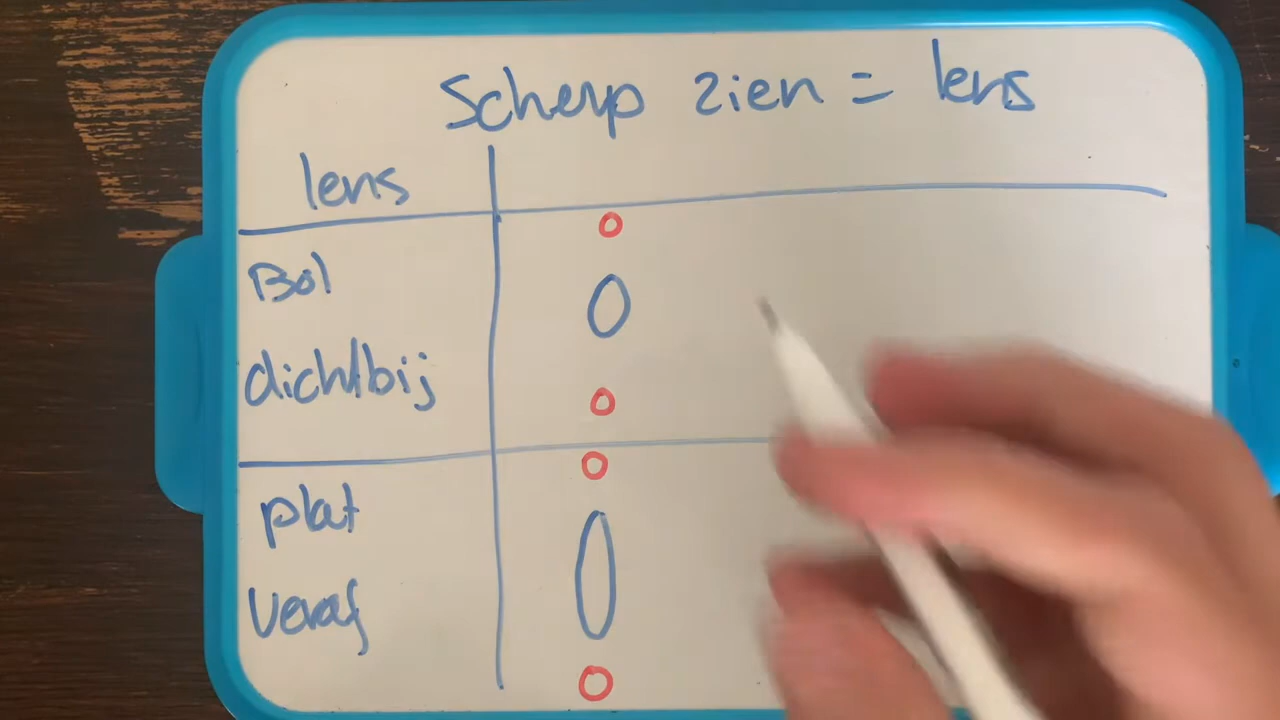 Scherp zien = lens
lens
Bol
dichtbij
plat
Veraf